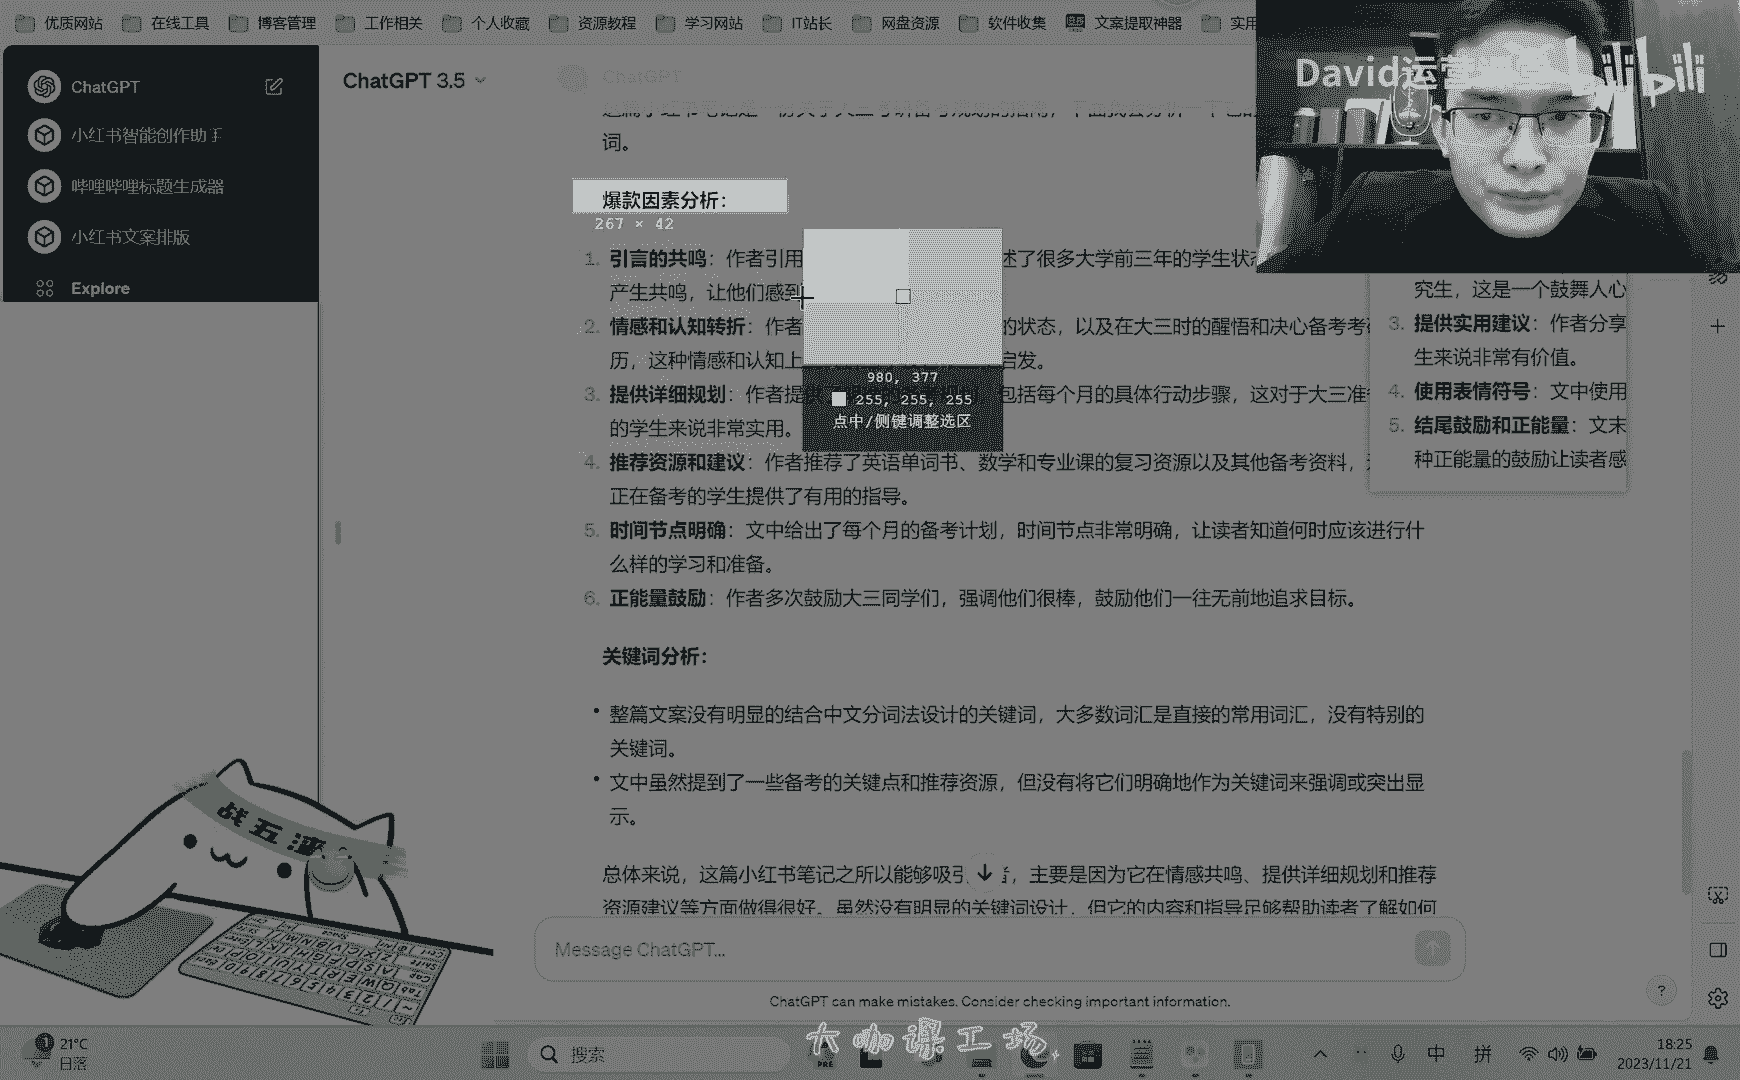 优质网站 在线工具 博客管理 工作相关 个人收藏 资源教程 学习网站 IT站长 网盘资源 软件收集 文案提取神器 实用
David运营 bilibili
ChatGPT
ChatGPT 3.5
ChatGPT
小红书智能创作助手
哔哩哔哩标题生成器
小红书文案排版
Explore
词。
爆款因素分析：
267 × 42
1. 引言的共鸣：作者引用 述了很多大学前三年的学生状态
产生共鸣，让他们感到
2. 情感和认知转折：作者 的状态，以及在大三时的醒悟和决心备考考
历，这种情感和认知上 启发。
3. 提供详细规划：作者提供 包括每个月的具体行动步骤，这对于大三准
的学生来说非常实用。
4. 推荐资源和建议：作者推荐了英语单词书、数学和专业课的复习资源以及其他备考资料，
正在备考的学生提供了有用的指导。
5. 时间节点明确：文中给出了每个月的备考计划，时间节点非常明确，让读者知道何时应该进行什
么样的学习和准备。
6. 正能量鼓励：作者多次鼓励大三同学们，强调他们很棒，鼓励他们一往无前地追求目标。
980, 377
255, 255, 255
点中/侧键调整选区
究生，这是一个鼓舞人心
3. 提供实用建议：作者分享
生来说非常有价值。
4. 使用表情符号：文中使用
5. 结尾鼓励和正能量：文末
种正能量的鼓励让读者感
关键词分析：
• 整篇文案没有明显的结合中文分词法设计的关键词，大多数词汇是直接的常用词汇，没有特别的
关键词。
• 文中虽然提到了一些备考的关键点和推荐资源，但没有将它们明确地作为关键词来强调或突出显
示。
总体来说，这篇小红书笔记之所以能够吸引 者，主要是因为它在情感共鸣、提供详细规划和推荐
资源建议等方面做得很好。虽然没有明显的关键词设计，但它的内容和指导足够帮助读者了解如何
Message ChatGPT...
ChatGPT can make mistakes. Consider checking important information.
?
战五渣
大咖课工场
21°C
日落
搜索
PRE
中 拼
18:25
2023/11/21